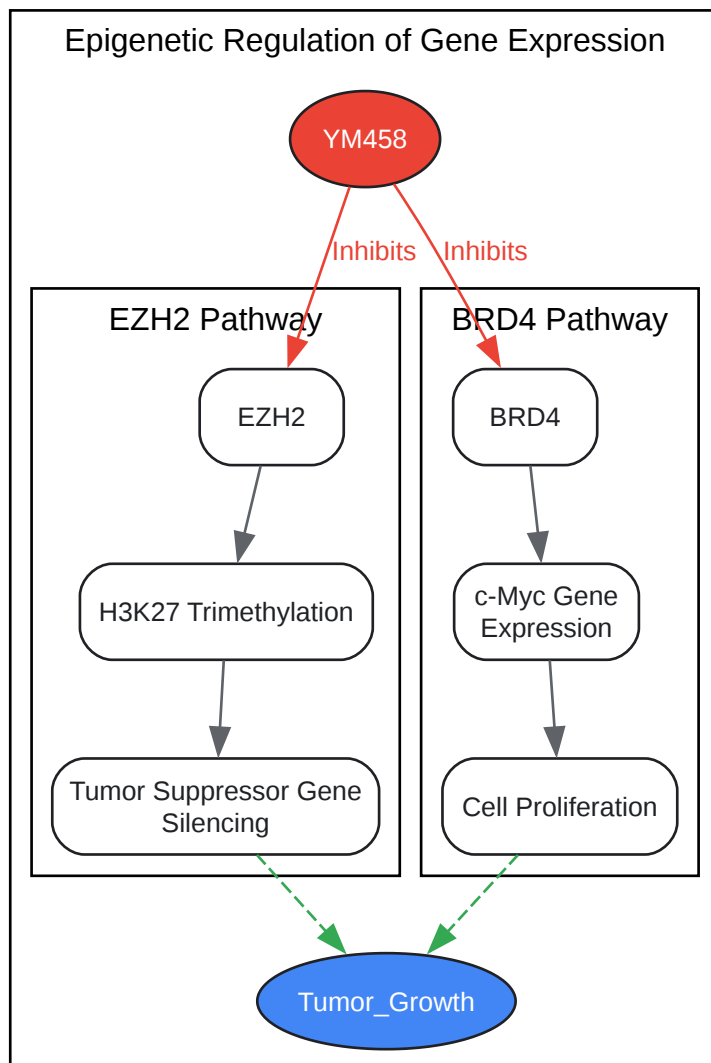 Epigenetic Regulation of Gene Expression
YM458
Inhibits
Inhibits
EZH2 Pathway
EZH2
H3K27 Trimethylation
Tumor Suppressor Gene
Silencing
BRD4 Pathway
BRD4
c-Myc Gene
Expression
Cell Proliferation
Tumor_Growth